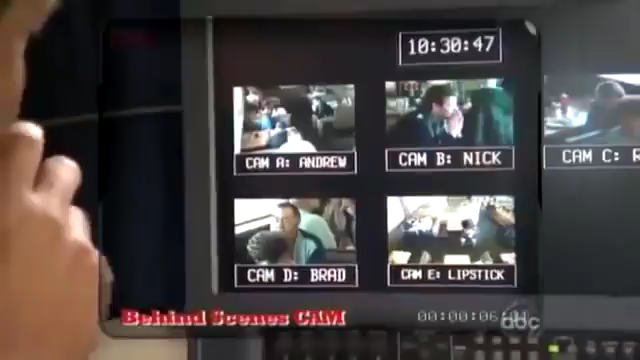 10:30:47
CAM A: ANDREW
CAM B: NICK
CAM C: R
CAM D: BRAD
CAM E: LIPSTICK
Behind Scenes CAM
00:00:06
abc